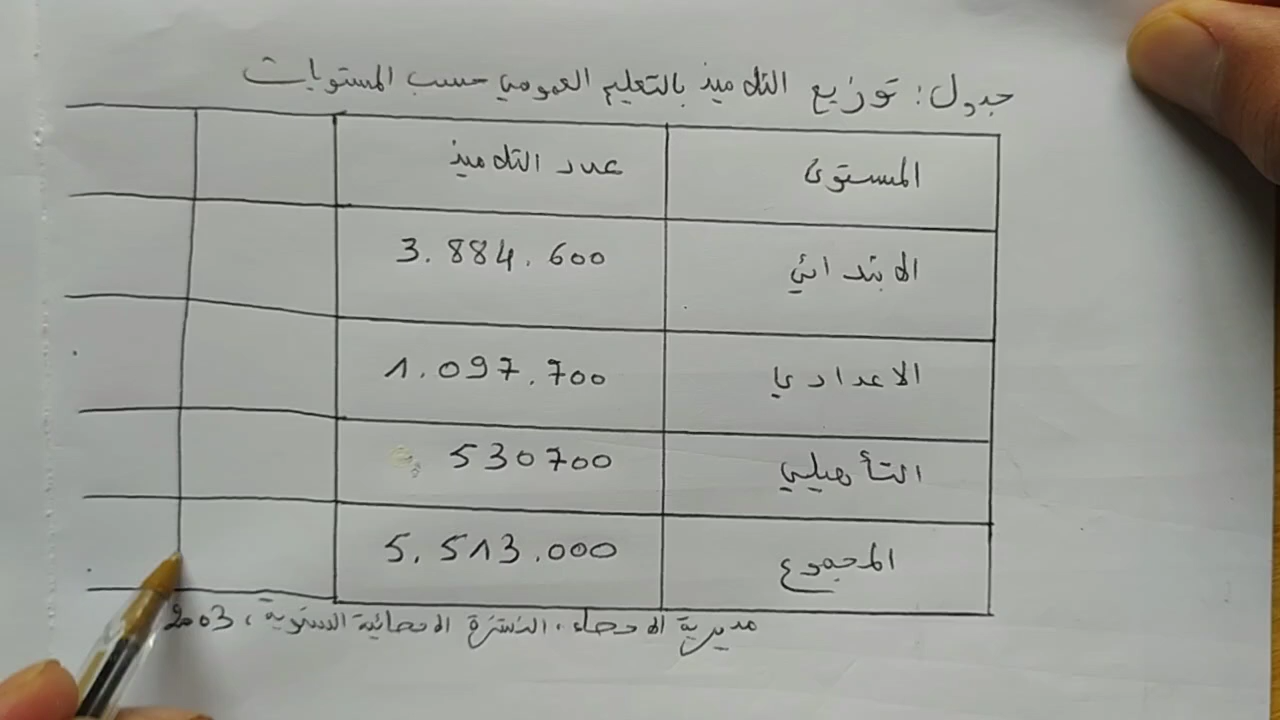 جدول: توزيع التلاميذ بالتعليم العمومي حسب المستويات
المستوى عدد التلاميذ
الابتدائي 3.884.600
الاعدادي 1.097.700
التأهيلي 530700
المجموع 5.513.000
مديرية الاحصاء، النشرة الاحصائية السنوية، 2003